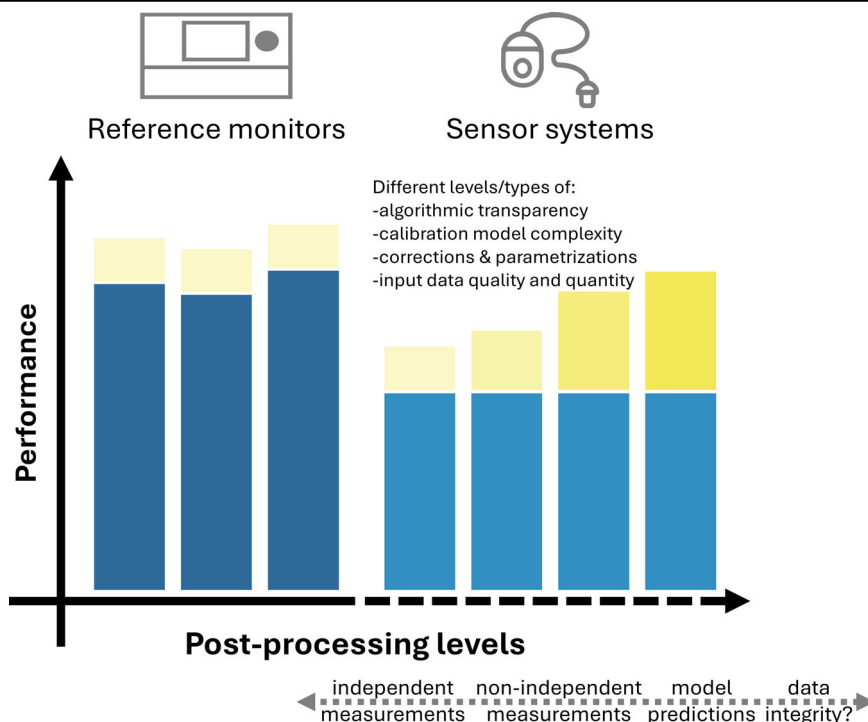 Reference monitors
Sensor systems
Different levels/types of:
-algorithmic transparency
-calibration model complexity
-corrections & parametrizations
-input data quality and quantity
Performance
Post-processing levels
independent
measurements
non-independent
measurements
model
predictions
data
integrity?